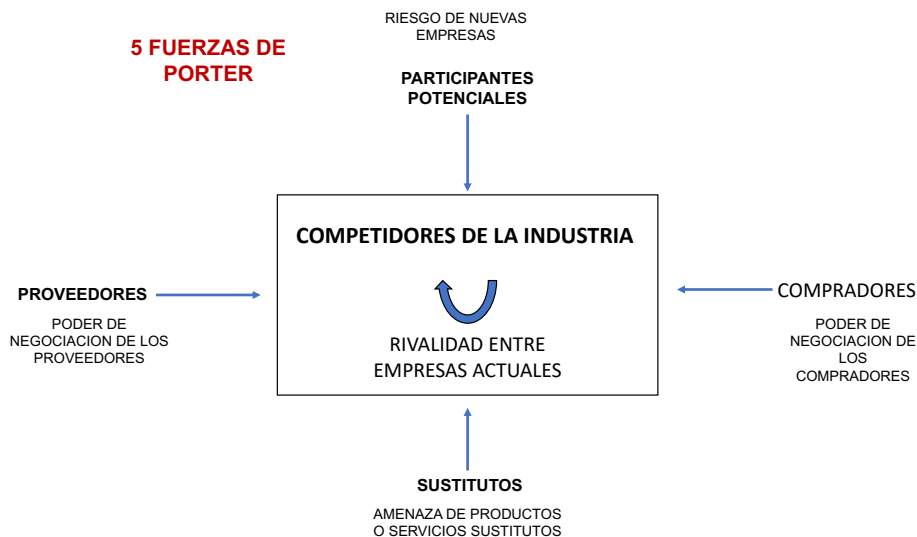 RIESGO DE NUEVAS
EMPRESAS
5 FUERZAS DE
PORTER
PARTICIPANTES
POTENCIALES
COMPETIDORES DE LA INDUSTRIA
RIVALIDAD ENTRE
EMPRESAS ACTUALES
PROVEEDORES
PODER DE
NEGOCIACION DE LOS
PROVEEDORES
COMPRADORES
PODER DE
NEGOCIACION DE
LOS
COMPRADORES
SUSTITUTOS
AMENAZA DE PRODUCTOS
O SERVICIOS SUSTITUTOS